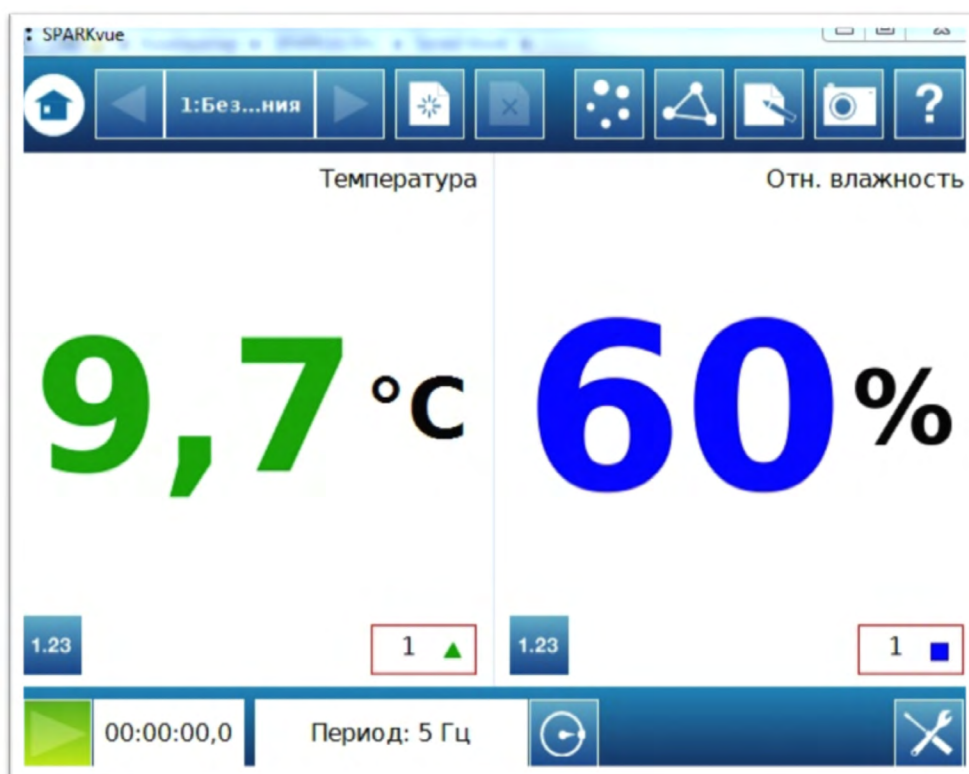 SPARKvue
1:Без...ния
?
Температура
Отн. влажность
9,7 °C
60 %
1.23
1
1.23
1
00:00:00,0
Период: 5 Гц